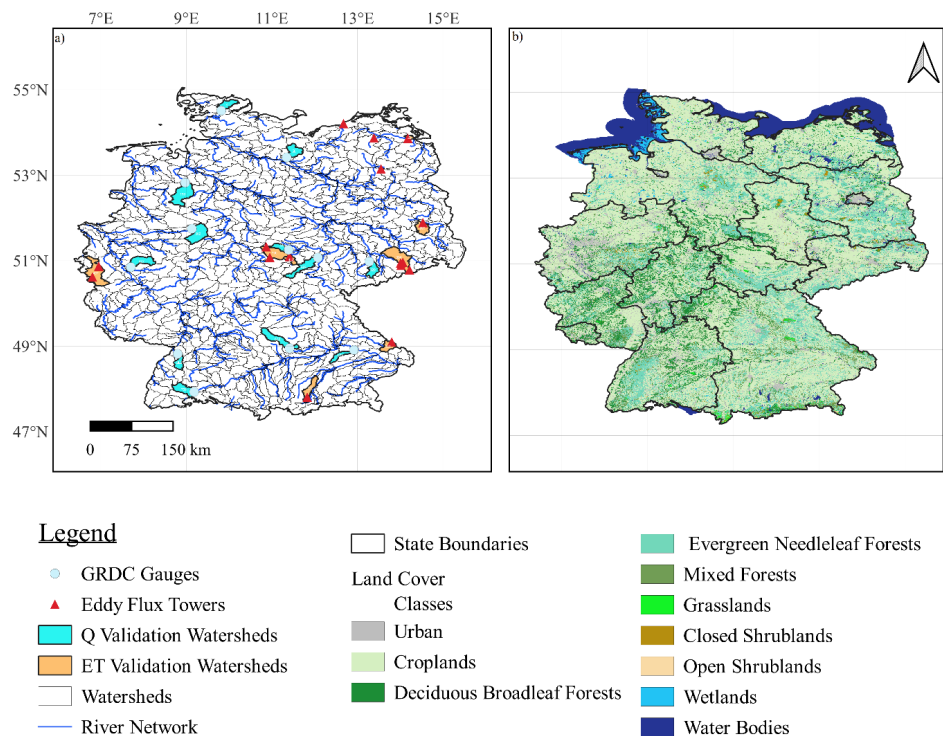 7°E 9°E 11°E 13°E 15°E
a)
b)
55°N
53°N
51°N
49°N
47°N
0 75 150 km
Legend
GRDC Gauges
Eddy Flux Towers
Q Validation Watersheds
ET Validation Watersheds
Watersheds
River Network
State Boundaries
Land Cover
Classes
Urban
Croplands
Deciduous Broadleaf Forests
Evergreen Needleleaf Forests
Mixed Forests
Grasslands
Closed Shrublands
Open Shrublands
Wetlands
Water Bodies